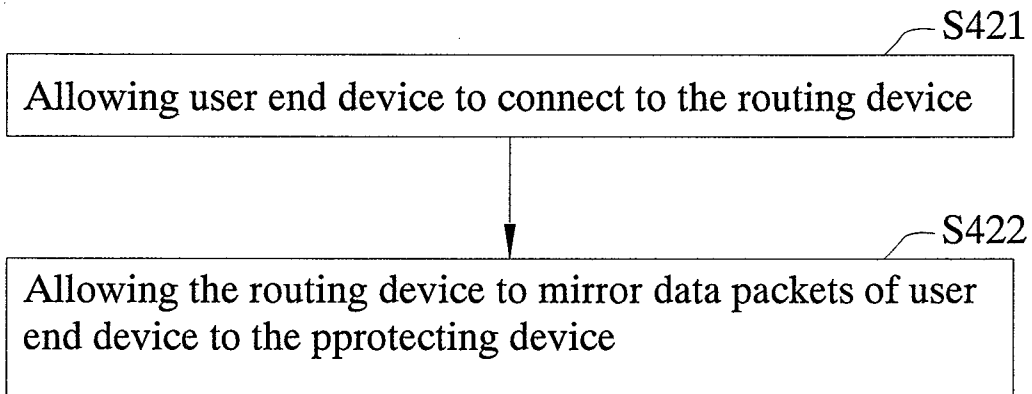 S421
Allowing user end device to connect to the routing device
S422
Allowing the routing device to mirror data packets of user
end device to the pprotecting device